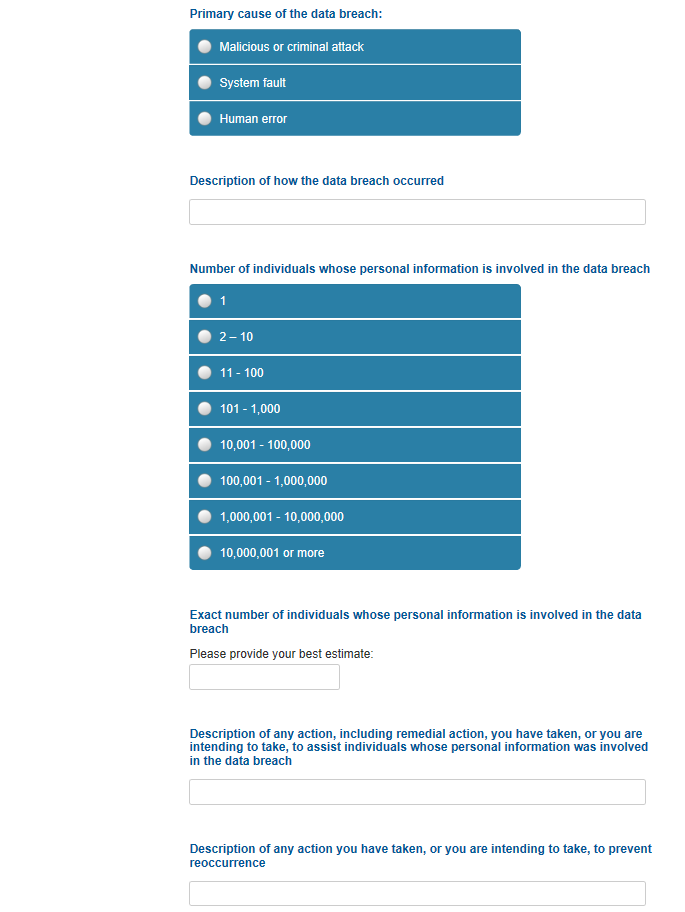 Primary cause of the data breach:
Malicious or criminal attack
System fault
Human error
Description of how the data breach occurred
Number of individuals whose personal information is involved in the data breach
1
2 – 10
11 - 100
101 - 1,000
10,001 - 100,000
100,001 - 1,000,000
1,000,001 - 10,000,000
10,000,001 or more
Exact number of individuals whose personal information is involved in the data
breach
Please provide your best estimate:
Description of any action, including remedial action, you have taken, or you are
intending to take, to assist individuals whose personal information was involved
in the data breach
Description of any action you have taken, or you are intending to take, to prevent
reoccurrence